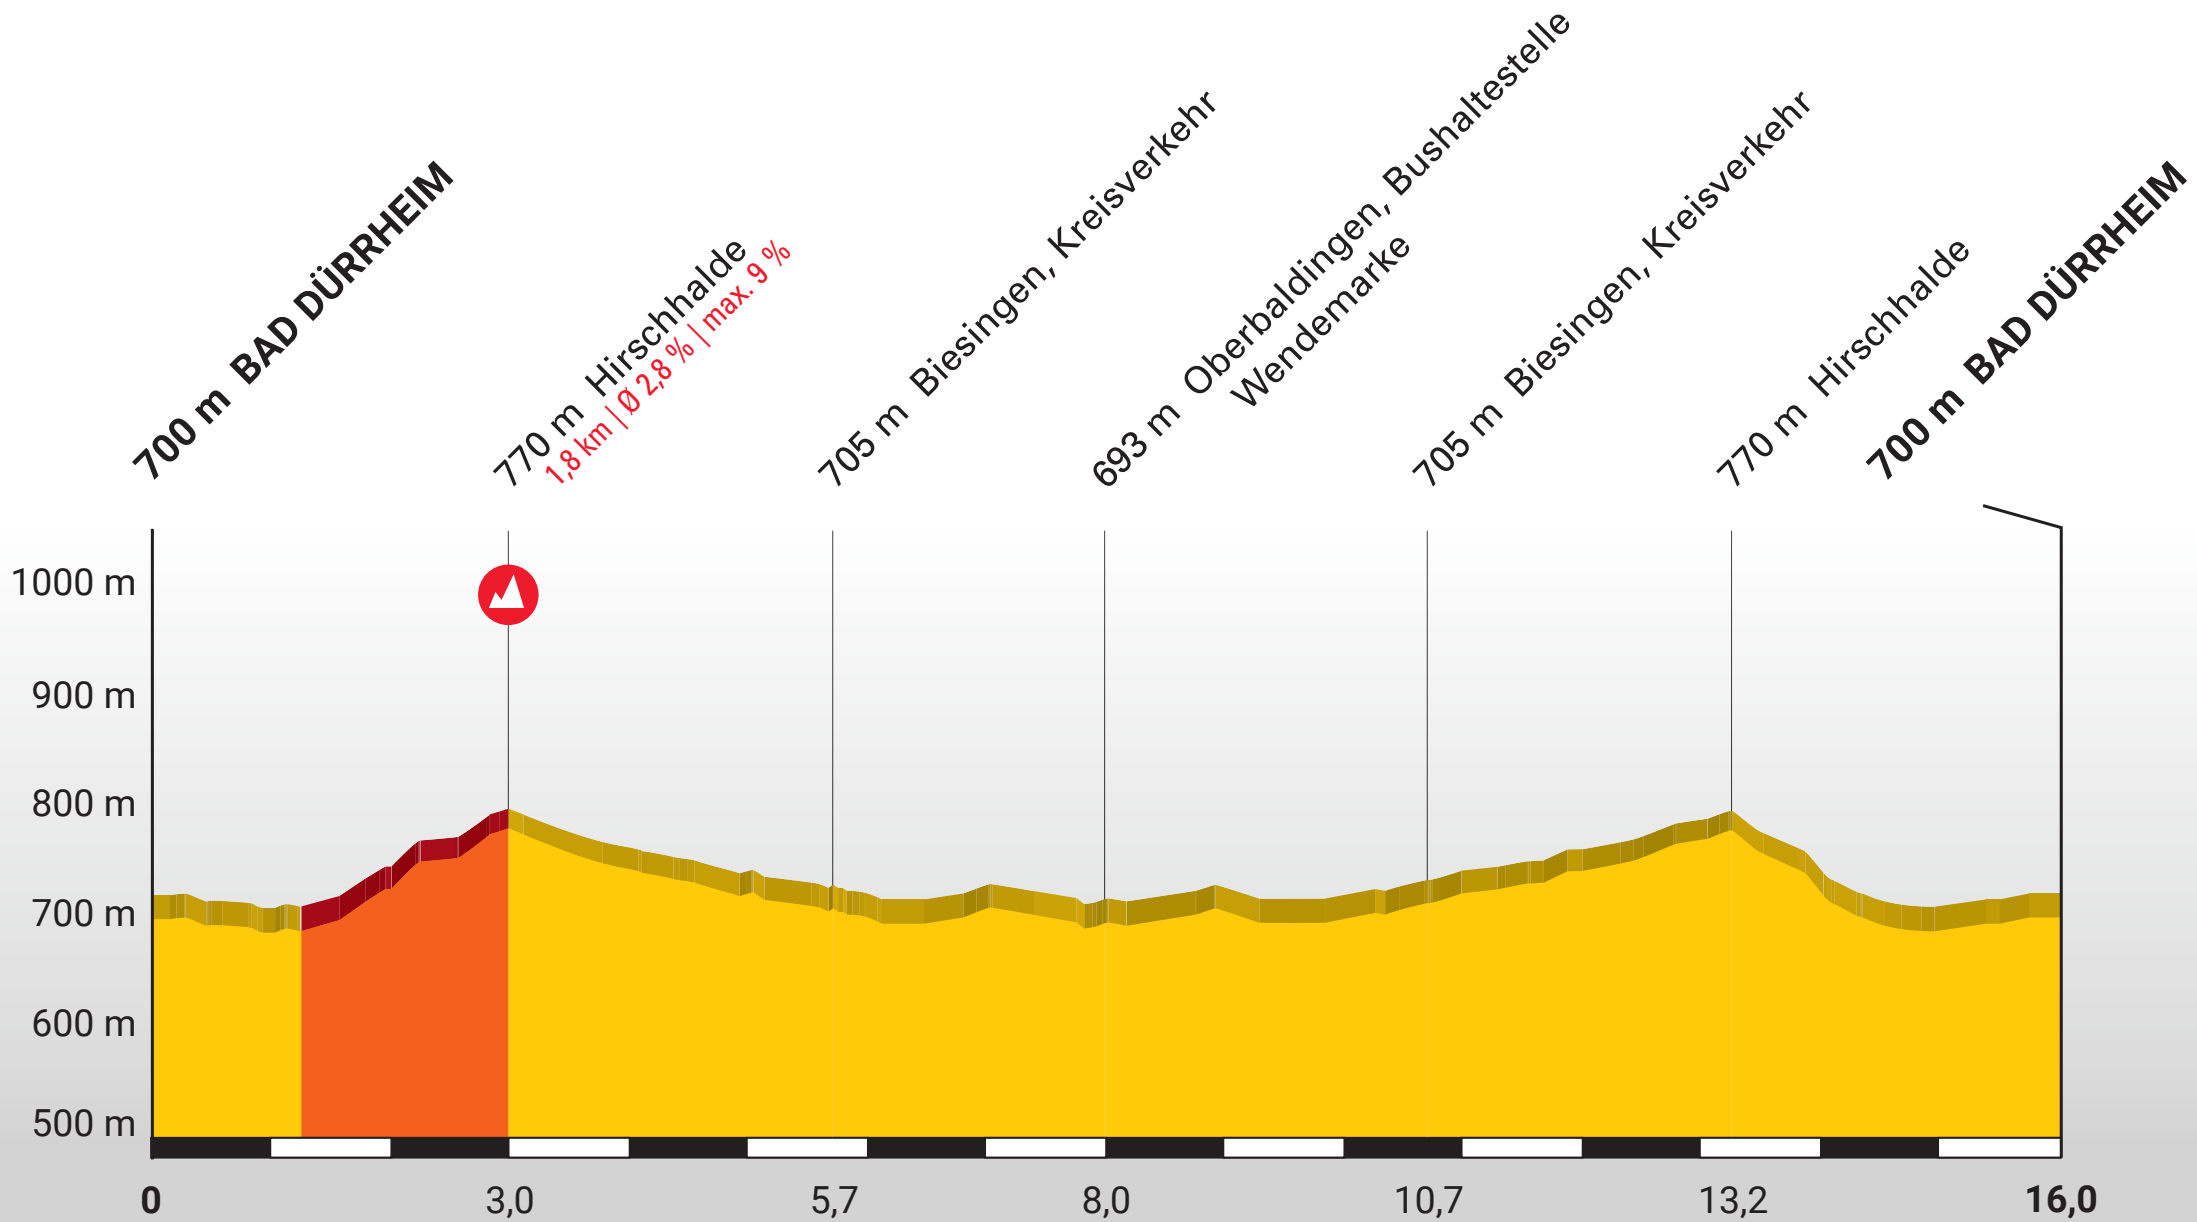 700 m BAD DÜRRHEIM
770 m Hirschhalde
1,8 km | Ø 2,8 % | max. 9 %
705 m Biesingen, Kreisverkehr
693 m Oberbaldingen, Bushaltestelle
Wendemarke
705 m Biesingen, Kreisverkehr
770 m Hirschhalde
700 m BAD DÜRRHEIM
1000 m
900 m
800 m
700 m
600 m
500 m
0 3,0 5,7 8,0 10,7 13,2 16,0